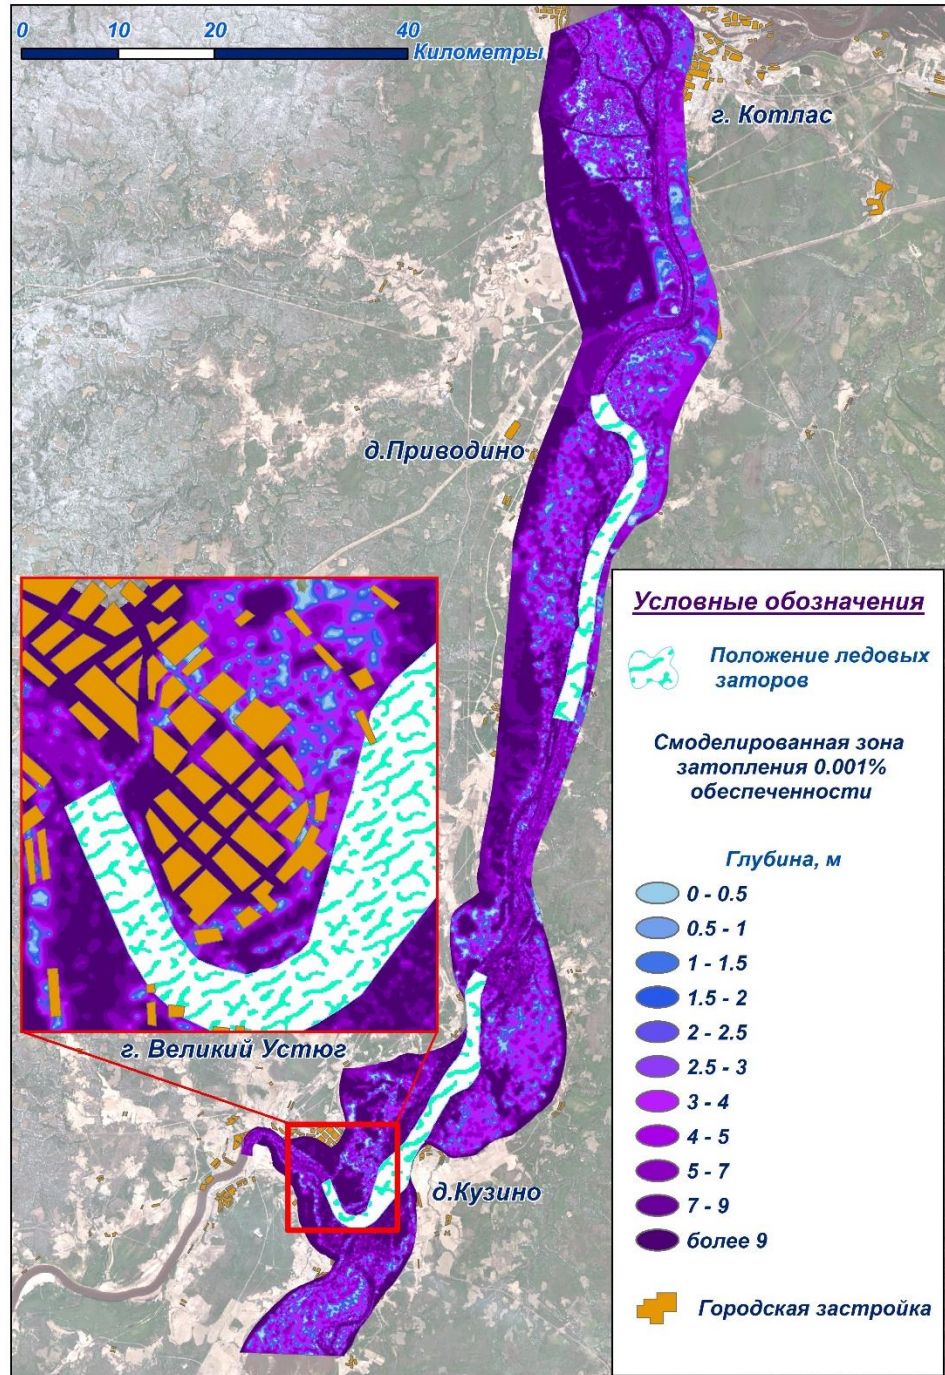 0 10 20 40
Километры
г. Котлас
д.Приводино
г. Великий Устюг
д.Кузино
Условные обозначения
Положение ледовых
заторов
Смоделированная зона
затопления 0.001%
обеспеченности
Глубина, м
0 - 0.5
0.5 - 1
1 - 1.5
1.5 - 2
2 - 2.5
2.5 - 3
3 - 4
4 - 5
5 - 7
7 - 9
более 9
Городская застройка